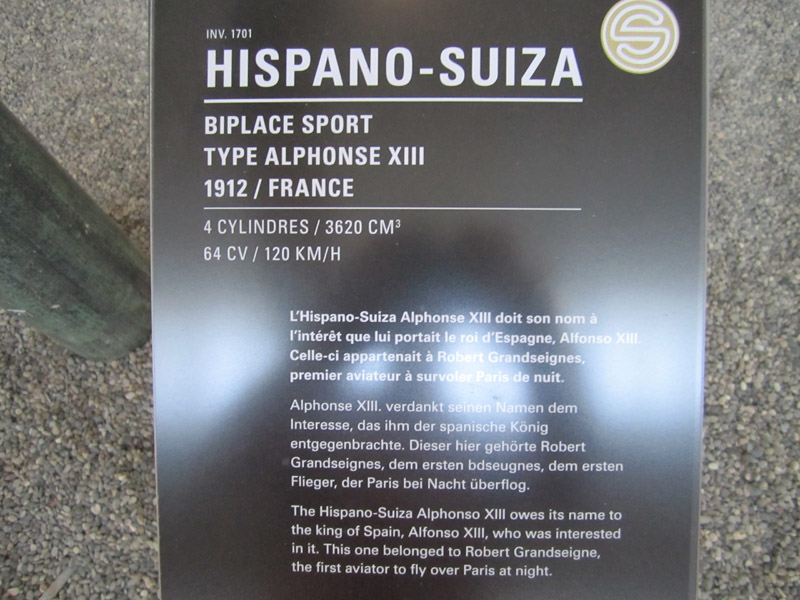 INV. 1701
HISPANO-SUIZA
BIPLACE SPORT
TYPE ALPHONSE XIII
1912 / FRANCE
4 CYLINDRES / 3620 CM³
64 CV / 120 KM/H
L'Hispano-Suiza Alphonse XIII doit son nom à
l'intérêt que lui portait le roi d'Espagne, Alfonso XIII.
Celle-ci appartenait à Robert Grandseignes,
premier aviateur à survoler Paris de nuit.
Alphonse XIII. verdankt seinen Namen dem
Interesse, das ihm der spanische König
entgegenbrachte. Dieser hier gehörte Robert
Grandseignes, dem ersten bdseugnes, dem ersten
Flieger, der Paris bei Nacht überflog.
The Hispano-Suiza Alphonso XIII owes its name to
the king of Spain, Alfonso XIII, who was interested
in it. This one belonged to Robert Grandseigne,
the first aviator to fly over Paris at night.